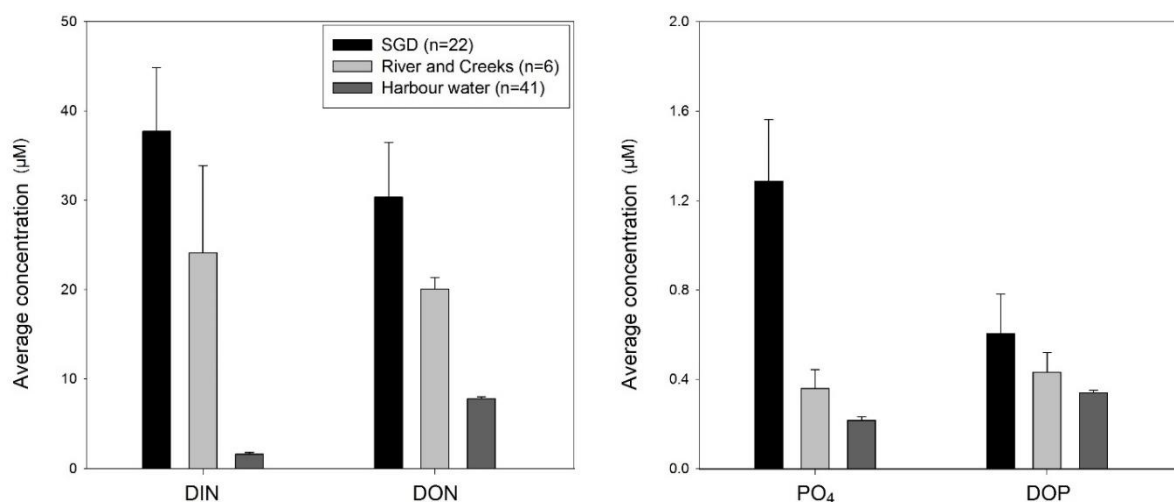 Average concentration (µM)
50
40
30
20
10
0
SGD (n=22)
River and Creeks (n=6)
Harbour water (n=41)
DIN
DON
Average concentration (µM)
2.0
1.6
1.2
0.8
0.4
0.0
PO₄
DOP